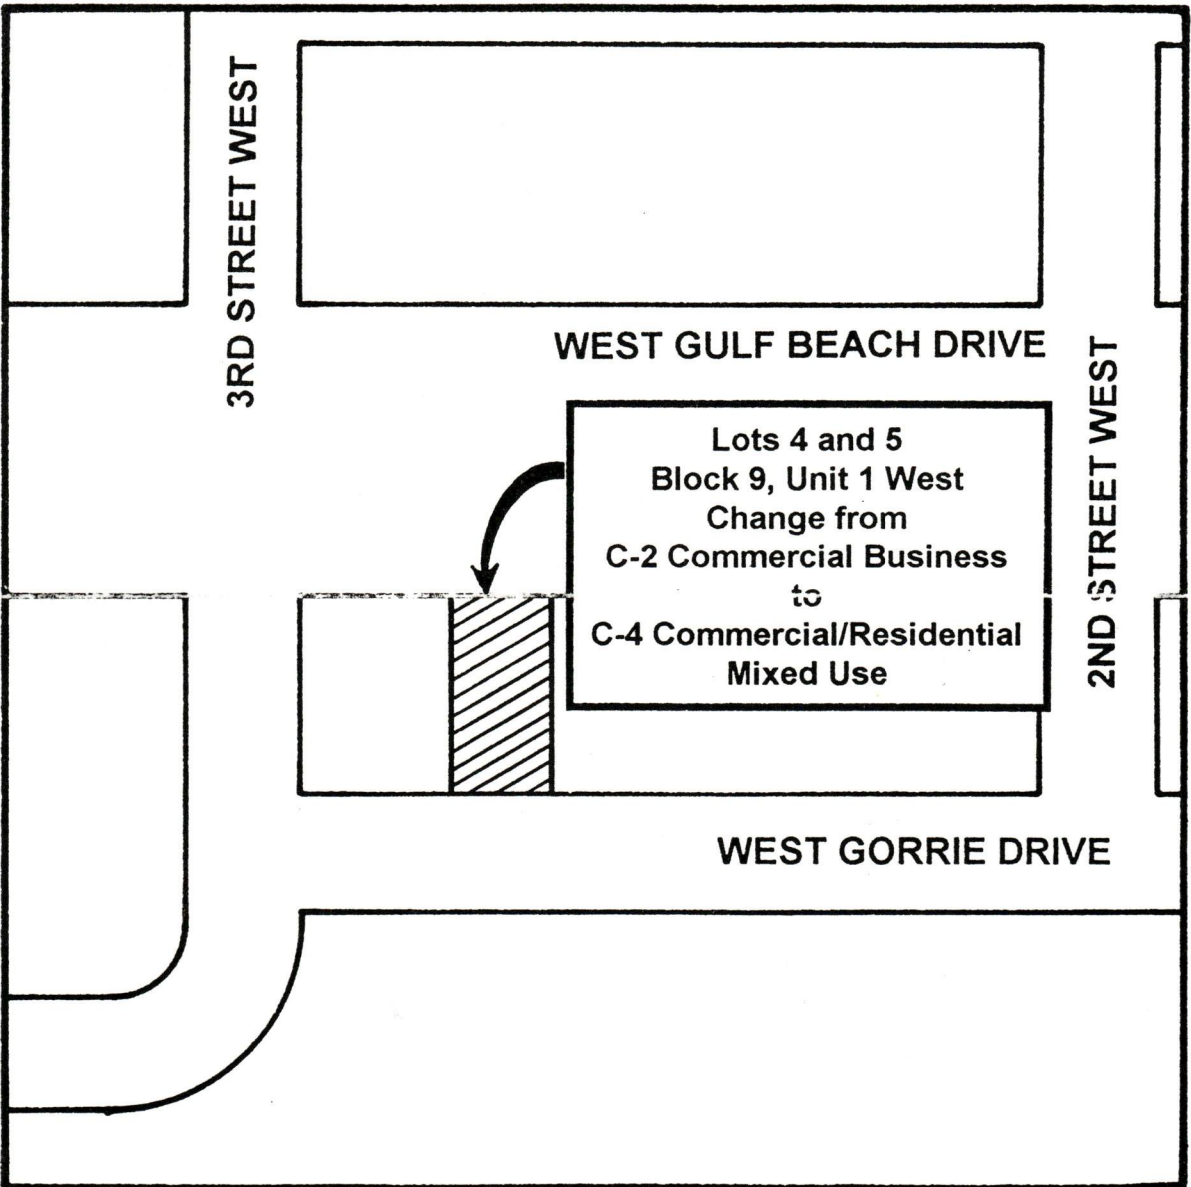 3RD STREET WEST
WEST GULF BEACH DRIVE
2ND STREET WEST
Lots 4 and 5
Block 9, Unit 1 West
Change from
C-2 Commercial Business
to
C-4 Commercial/Residential
Mixed Use
WEST GORRIE DRIVE